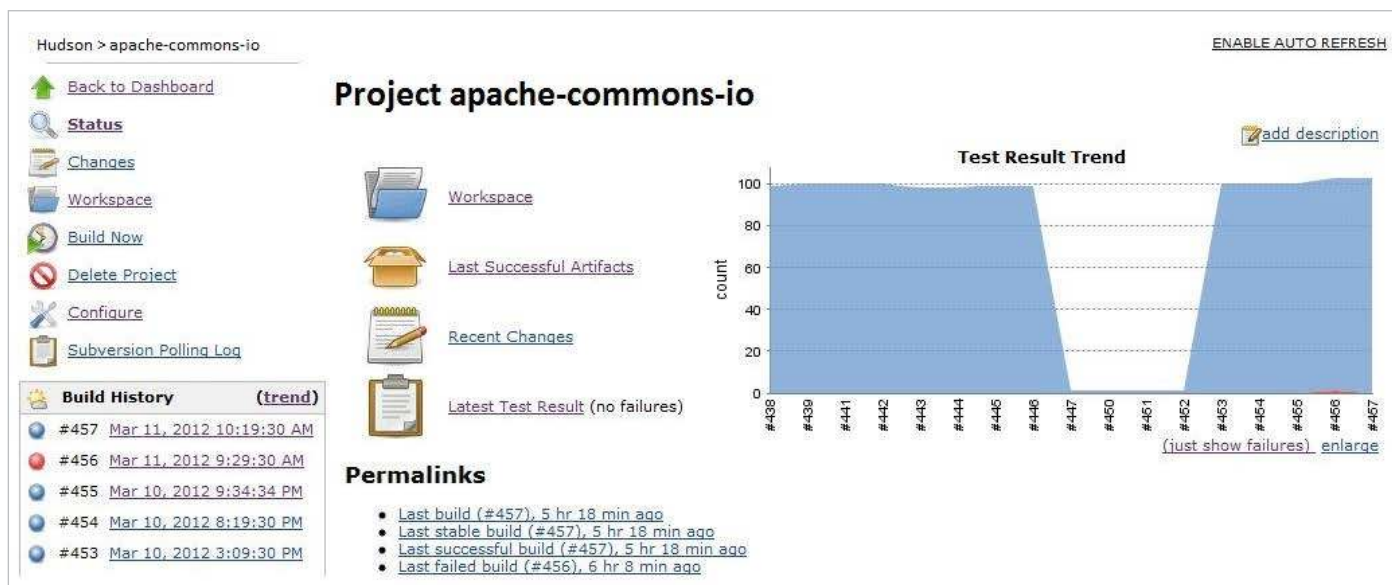 Hudson > apache-commons-io
ENABLE AUTO REFRESH
Back to Dashboard
Status
Changes
Workspace
Build Now
Delete Project
Configure
Subversion Polling Log
Build History (trend)
#457 Mar 11, 2012 10:19:30 AM
#456 Mar 11, 2012 9:29:30 AM
#455 Mar 10, 2012 9:34:34 PM
#454 Mar 10, 2012 8:19:30 PM
#453 Mar 10, 2012 3:09:30 PM
Project apache-commons-io
add description
Workspace
Last Successful Artifacts
Recent Changes
Latest Test Result (no failures)
Test Result Trend
count
100
80
60
40
20
0
#438
#439
#441
#442
#443
#444
#445
#446
#447
#450
#451
#452
#453
#454
#455
#456
#457
(just show failures) enlarge
Permalinks
Last build (#457), 5 hr 18 min ago
Last stable build (#457), 5 hr 18 min ago
Last successful build (#457), 5 hr 18 min ago
Last failed build (#456), 6 hr 8 min ago